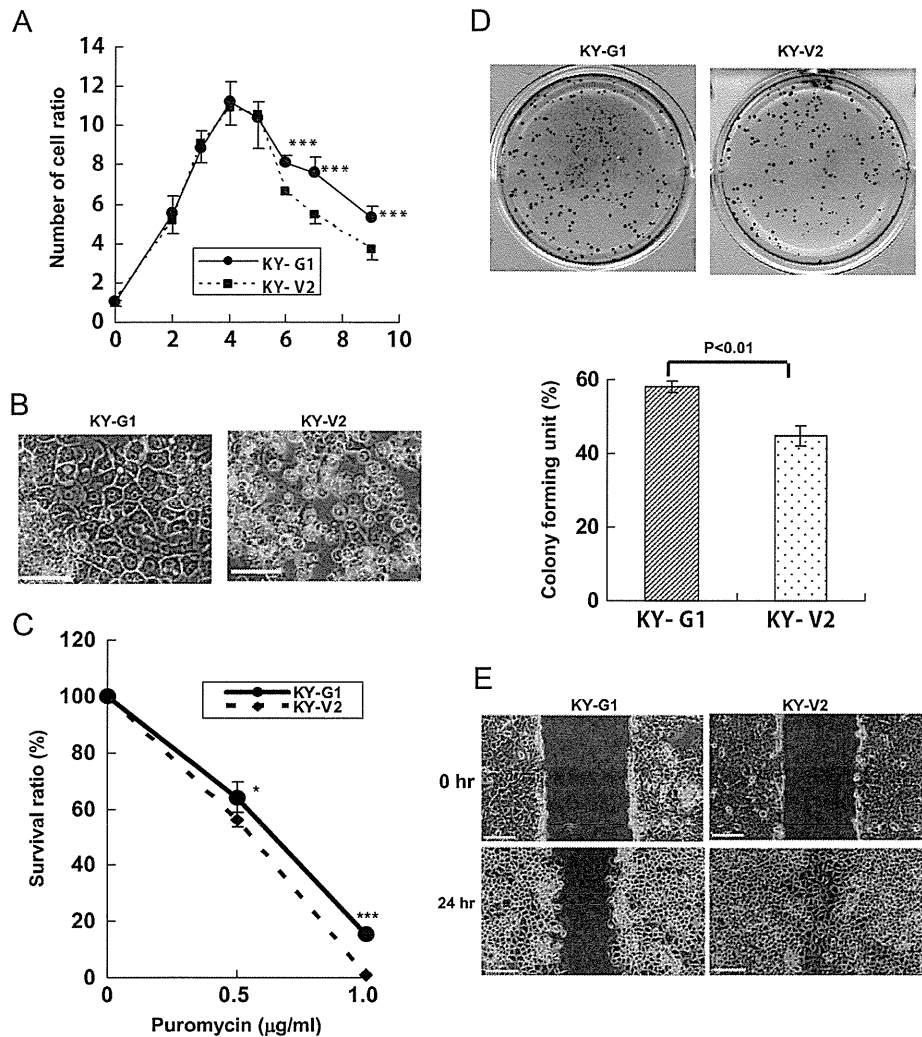 A
Number of cell ratio
14
12
10
8
6
4
2
0
0 2 4 6 8 10
***
***
***
KY- G1
KY- V2
B
KY-G1
KY-V2
C
Survival ratio (%)
120
100
80
60
40
20
0
0 0.5 1.0
Puromycin (µg/ml)
KY-G1
KY-V2
*
***
D
KY-G1
KY-V2
P<0.01
Colony forming unit (%)
60
40
20
0
KY- G1
KY- V2
E
KY-G1
KY-V2
0 hr
24 hr